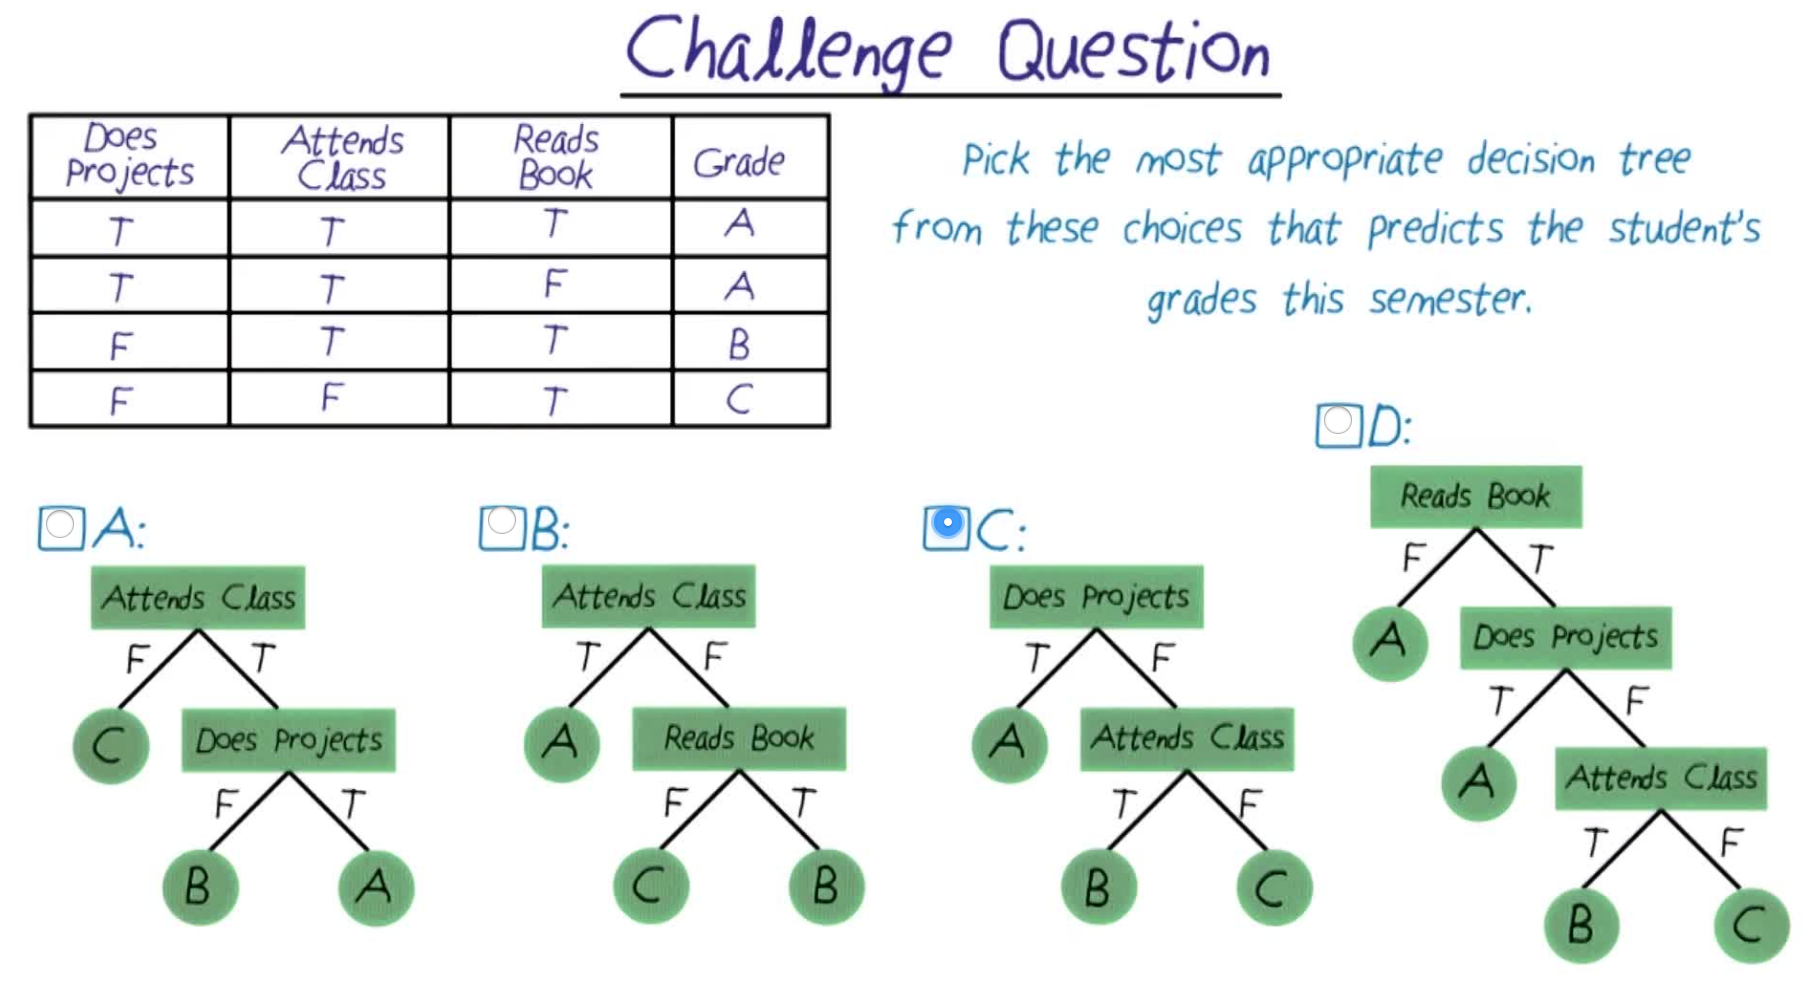 Challenge Question
Does Projects
Attends Class
Reads Book
Grade
T T T A
T T F A
F T T B
F F T C
Pick the most appropriate decision tree
from these choices that predicts the student's
grades this semester.
A:
Attends Class
F T
C
Does Projects
F T
B A
B:
Attends Class
T F
A
Reads Book
F T
C B
C:
Does Projects
T F
A
Attends Class
T F
B C
D:
Reads Book
F T
A
Does Projects
T F
A
Attends Class
T F
B C